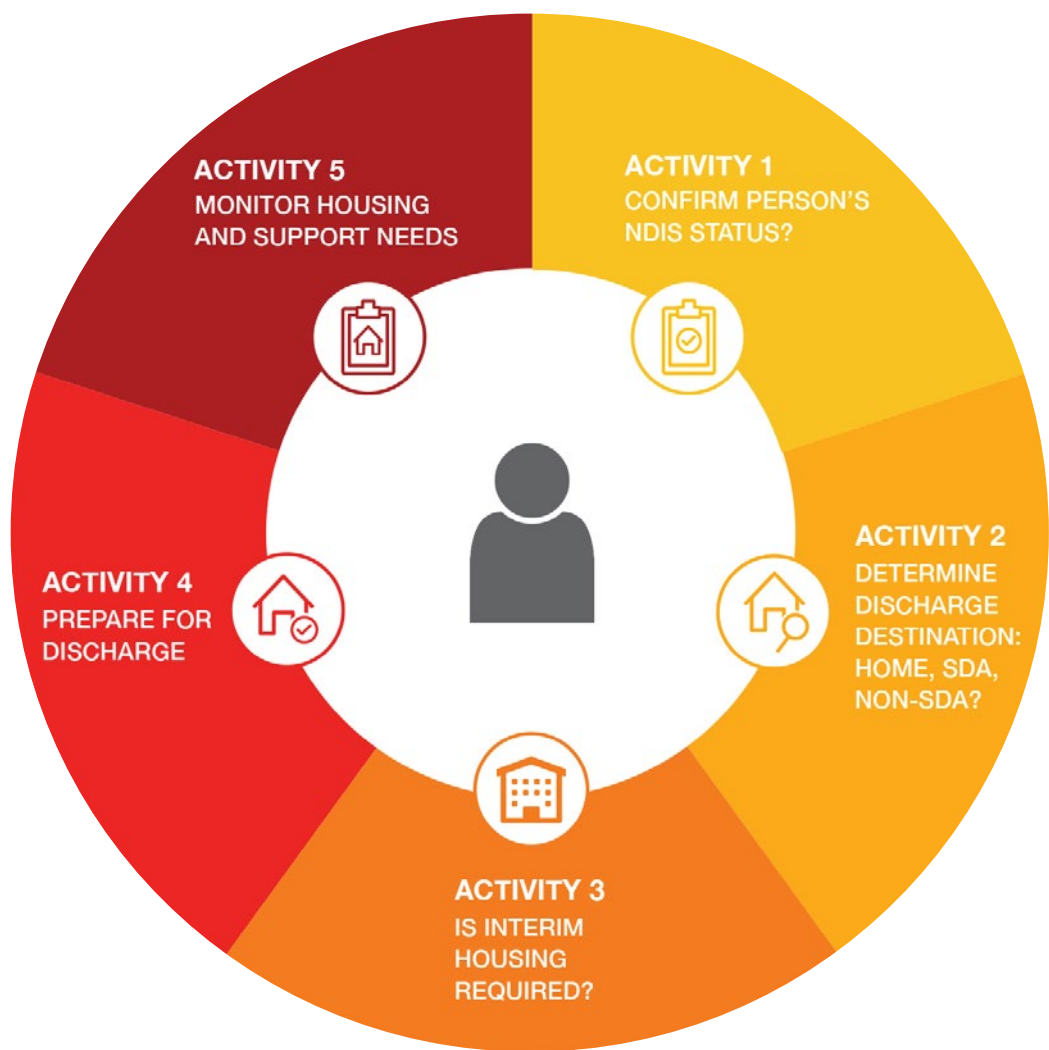 ACTIVITY 1
CONFIRM PERSON’S
NDIS STATUS?
ACTIVITY 2
DETERMINE
DISCHARGE
DESTINATION:
HOME, SDA,
NON-SDA?
ACTIVITY 3
IS INTERIM
HOUSING
REQUIRED?
ACTIVITY 4
PREPARE FOR
DISCHARGE
ACTIVITY 5
MONITOR HOUSING
AND SUPPORT NEEDS